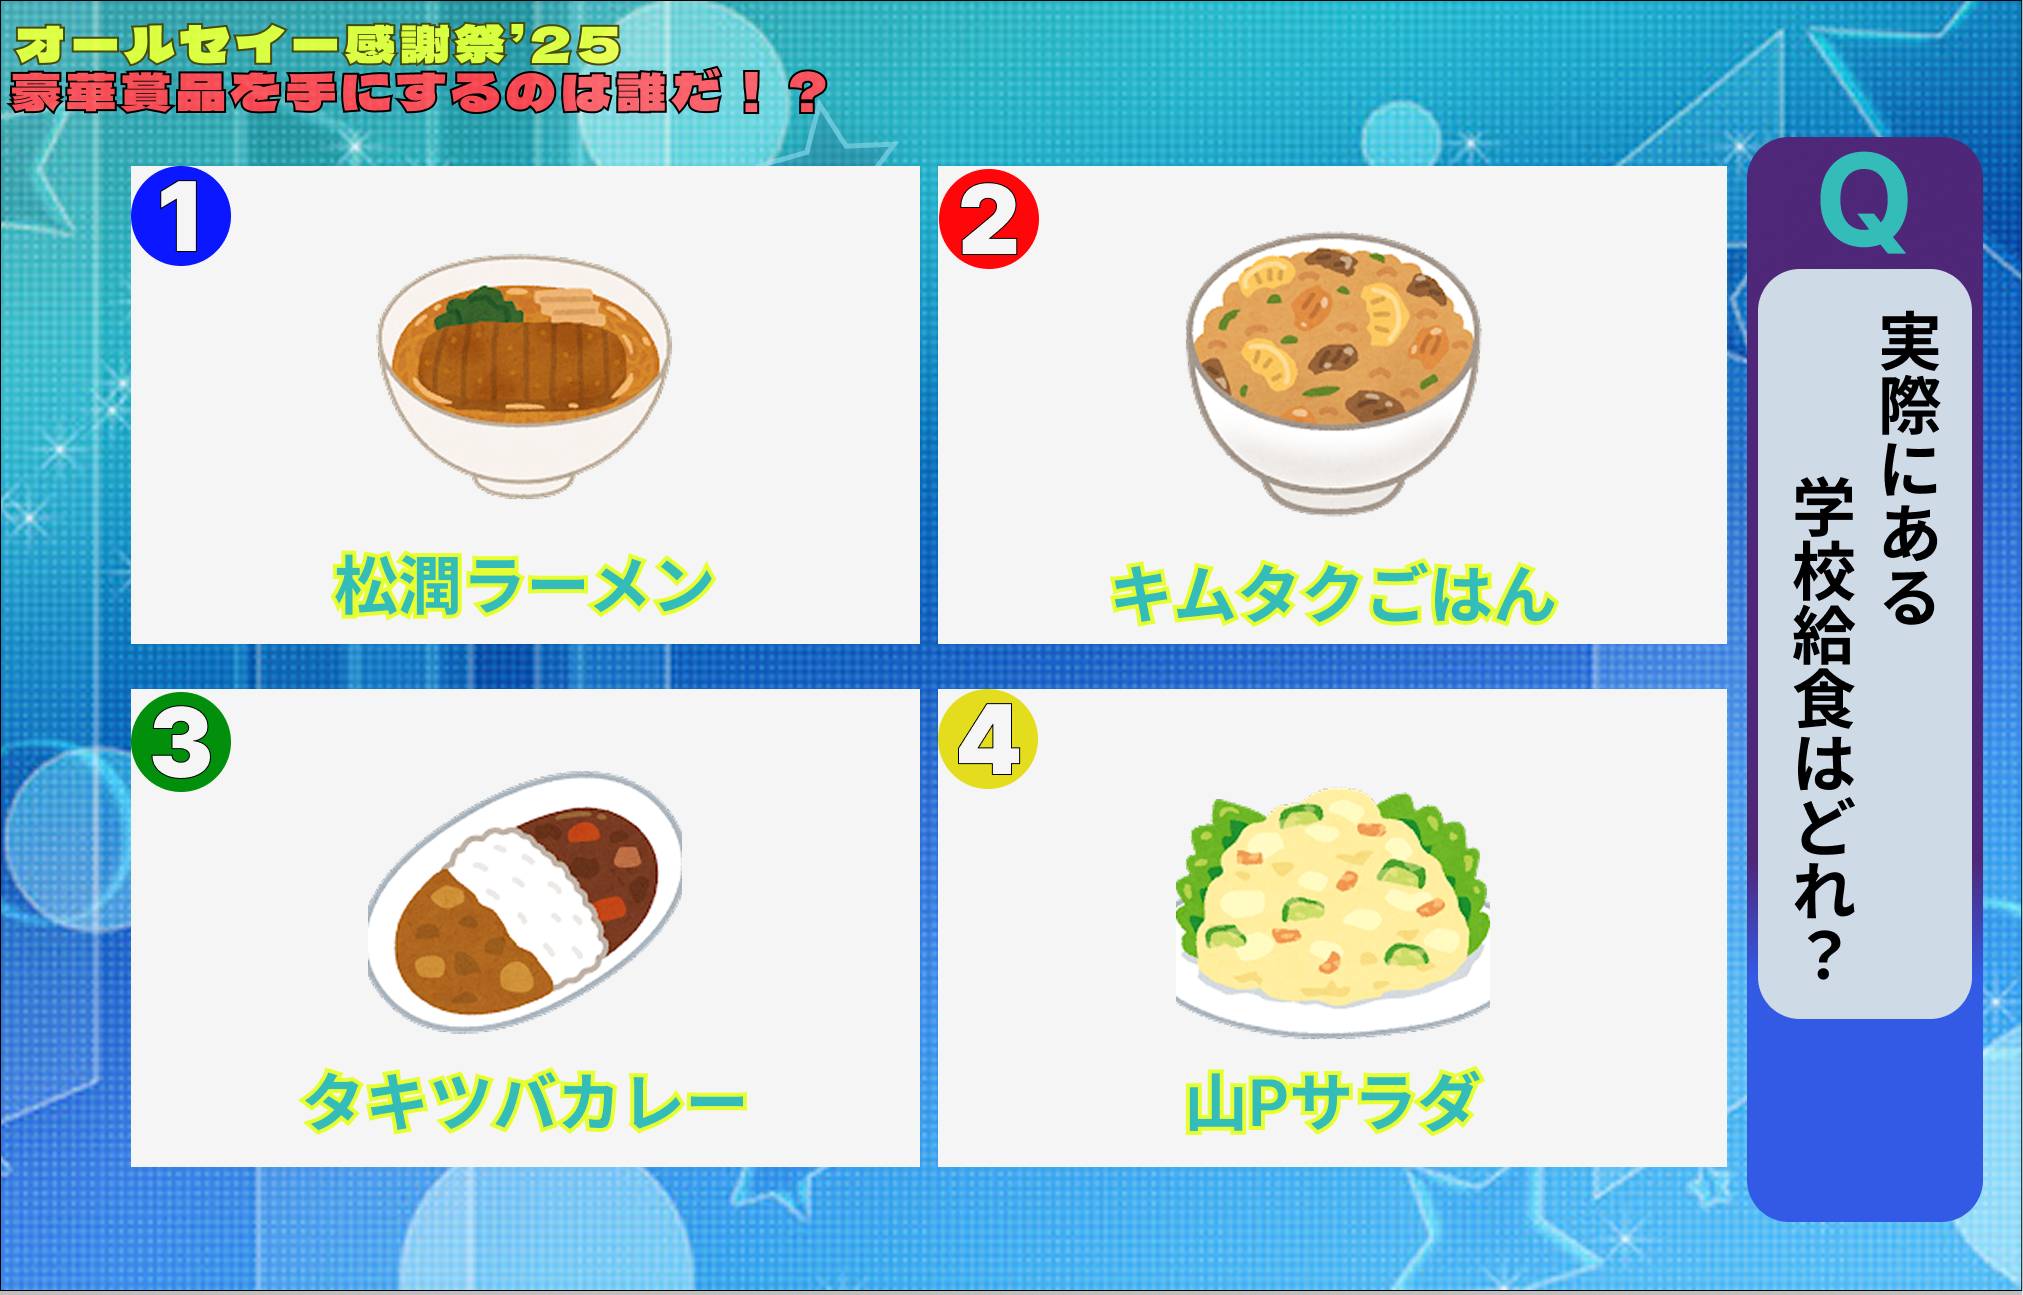 オールセイー感謝祭’25
豪華賞品を手にするのは誰だ！？
Q
実際にある
学校給食はどれ？
1
松潤ラーメン
2
キムタクごはん
3
タキツバカレー
4
山Pサラダ